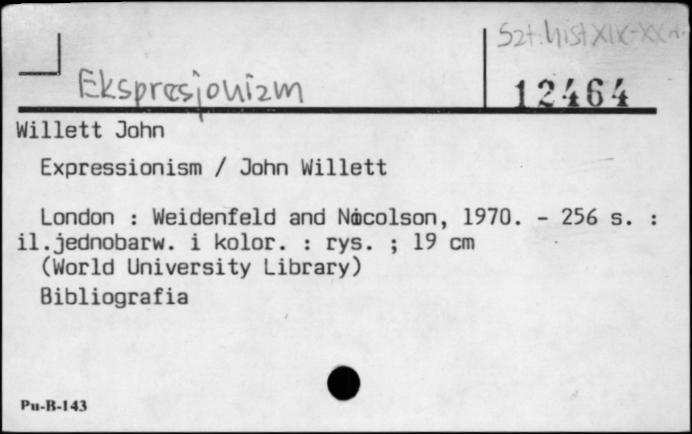 Szt. hist XIX-XX w.
Ekspresjonizm
12464
Willett John
Expressionism / John Willett
London : Weidenfeld and Nicolson, 1970. - 256 s. :
il.jednobarw. i kolor. : rys. ; 19 cm
(World University Library)
Bibliografia
Pu-B-143